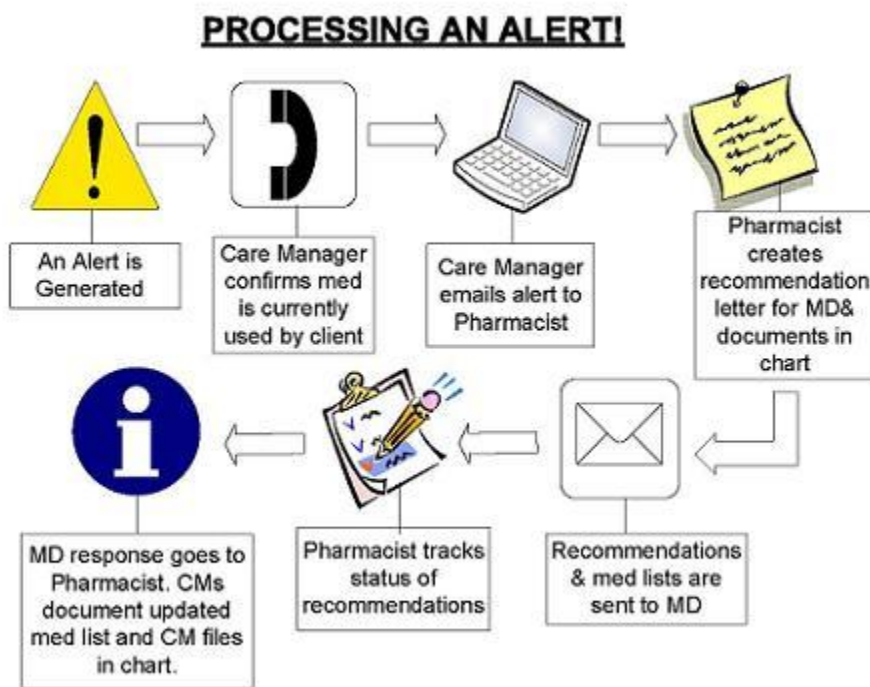 PROCESSING AN ALERT!
An Alert is
Generated
Care Manager
confirms med
is currently
used by client
Care Manager
emails alert to
Pharmacist
Pharmacist
creates
recommendation
letter for MD&
documents in
chart
Recommendations
& med lists are
sent to MD
Pharmacist tracks
status of
recommendations
MD response goes to
Pharmacist. CMs
document updated
med list and CM files
in chart.